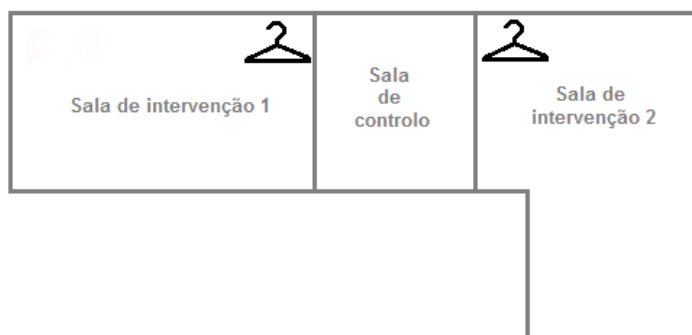 Sala de intervenção 1
Sala
de
controlo
Sala de
intervenção 2